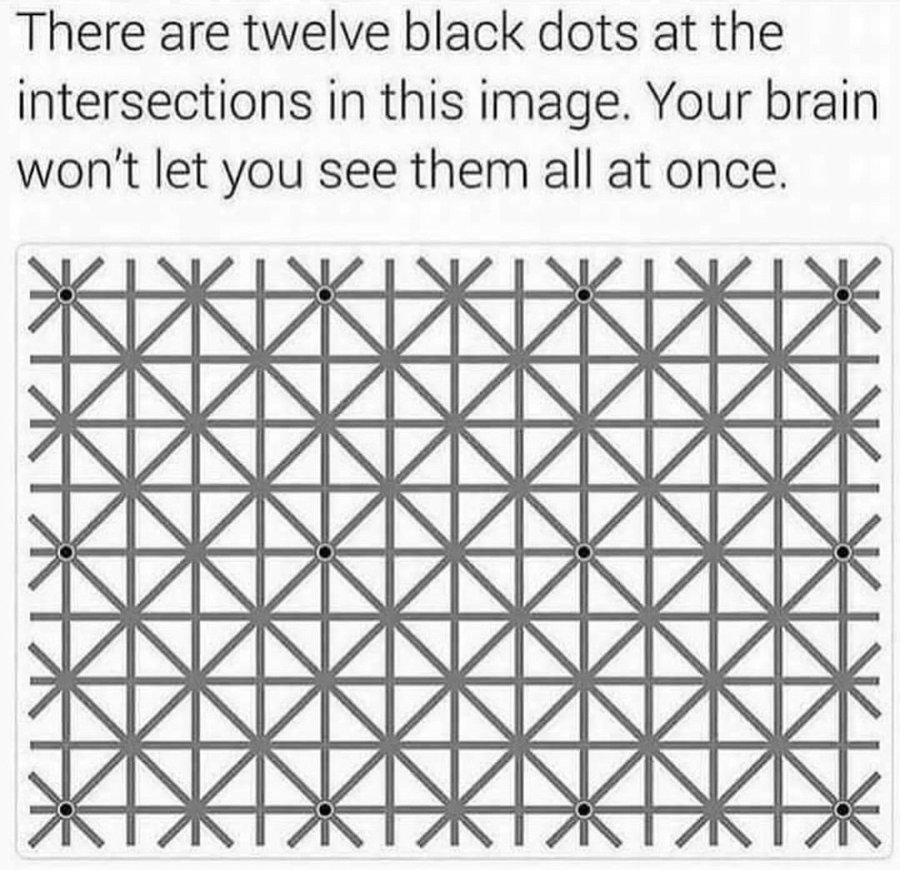 There are twelve black dots at the
intersections in this image. Your brain
won't let you see them all at once.